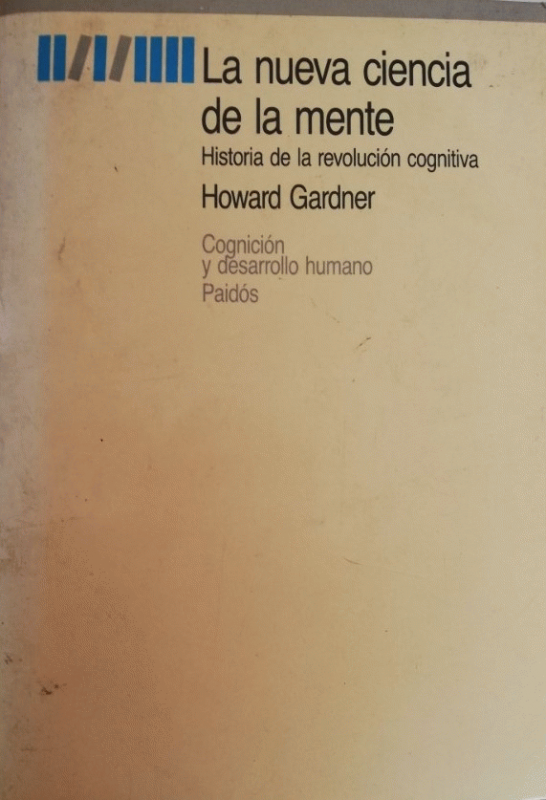 La nueva ciencia
de la mente
Historia de la revolución cognitiva
Howard Gardner
Cognición
y desarrollo humano
Paidós